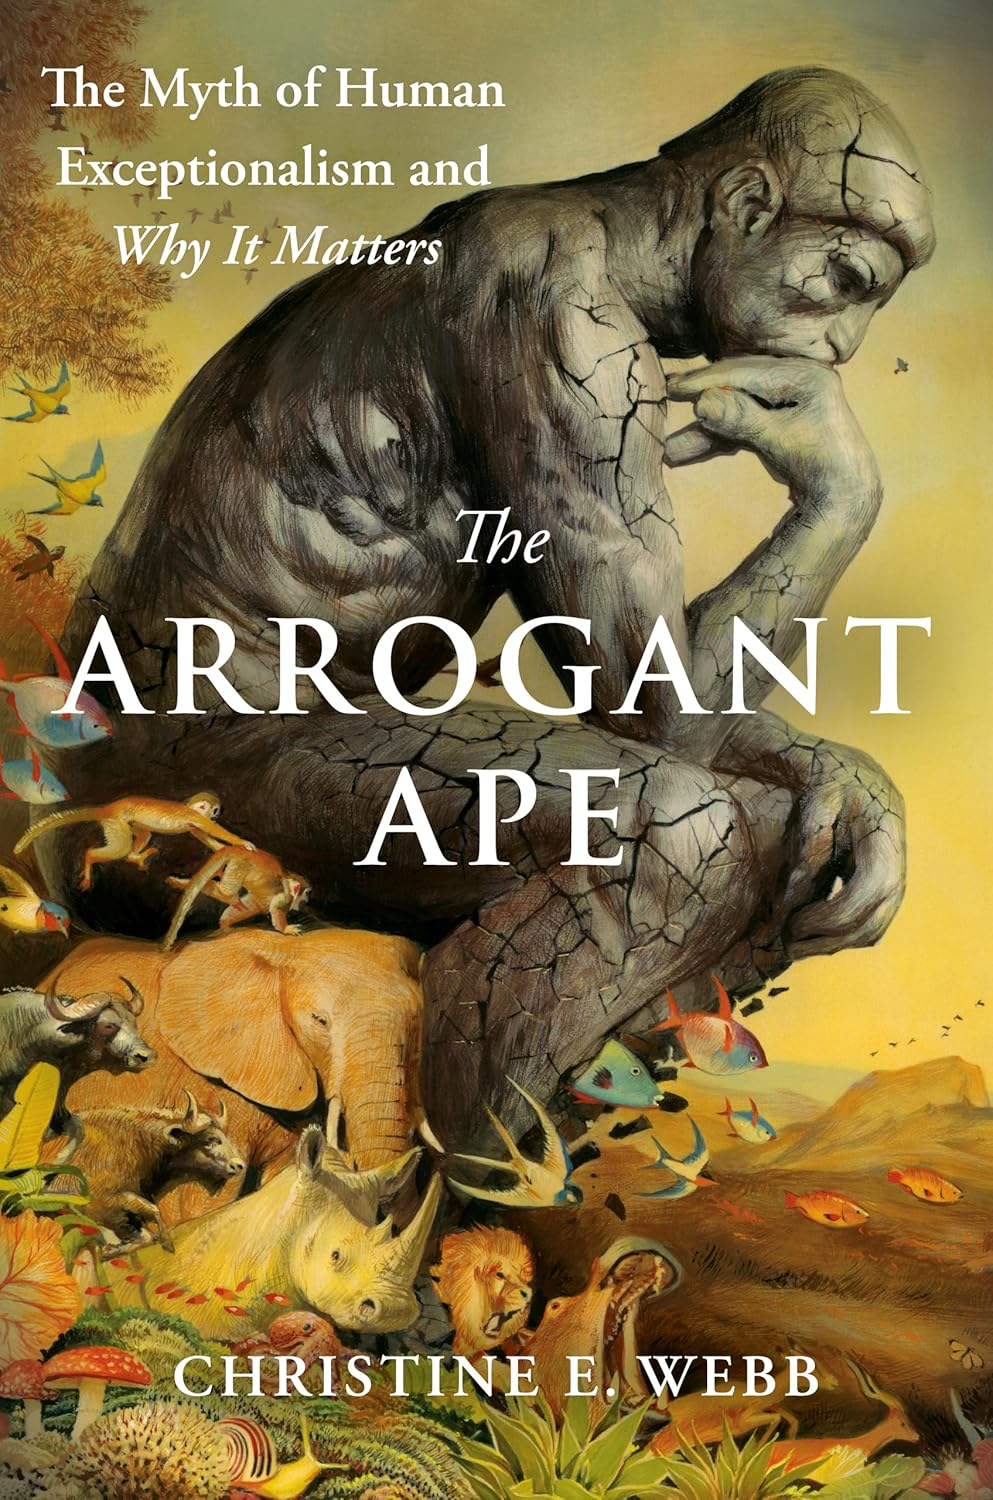 The Myth of Human
Exceptionalism and
Why It Matters
The
ARROGANT
APE
CHRISTINE E. WEBB